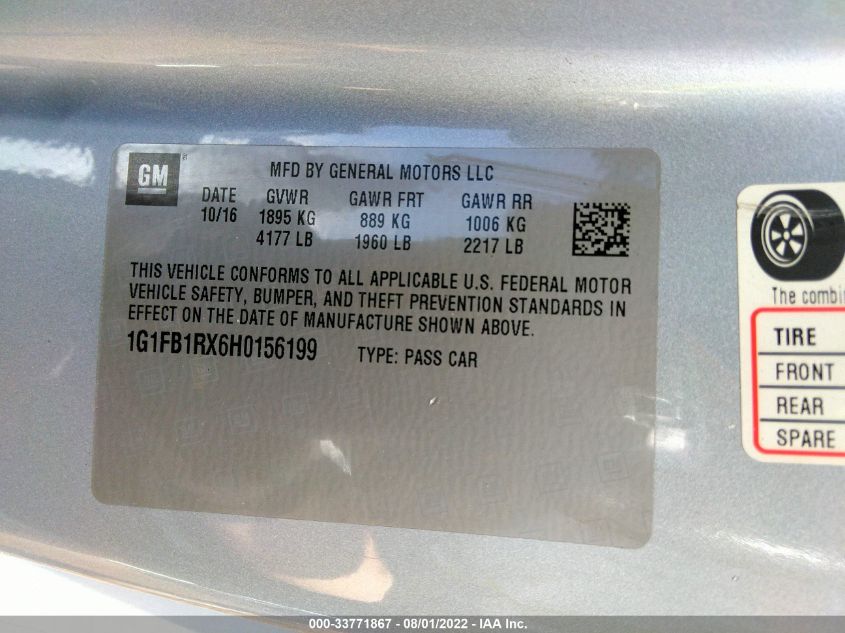 GM
MFD BY GENERAL MOTORS LLC
DATE GVWR GAWR FRT GAWR RR
10/16 1895 KG 889 KG 1006 KG
4177 LB 1960 LB 2217 LB
THIS VEHICLE CONFORMS TO ALL APPLICABLE U.S. FEDERAL MOTOR
VEHICLE SAFETY, BUMPER, AND THEFT PREVENTION STANDARDS IN
EFFECT ON THE DATE OF MANUFACTURE SHOWN ABOVE.
1G1FB1RX6H0156199 TYPE: PASS CAR
The combin
TIRE
FRONT
REAR
SPARE
000-33771867 - 08/01/2022 - IAA Inc.